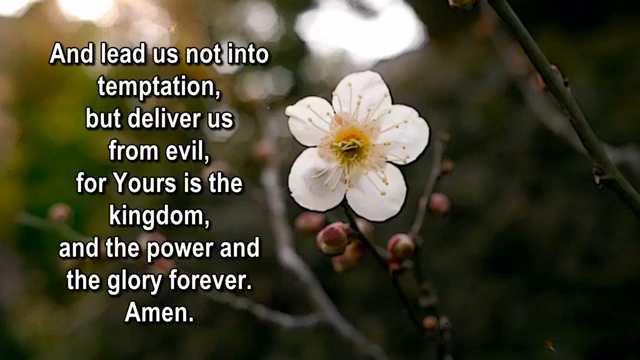 And lead us not into
temptation,
but deliver us
from evil,
for Yours is the
kingdom,
and the power and
the glory forever.
Amen.